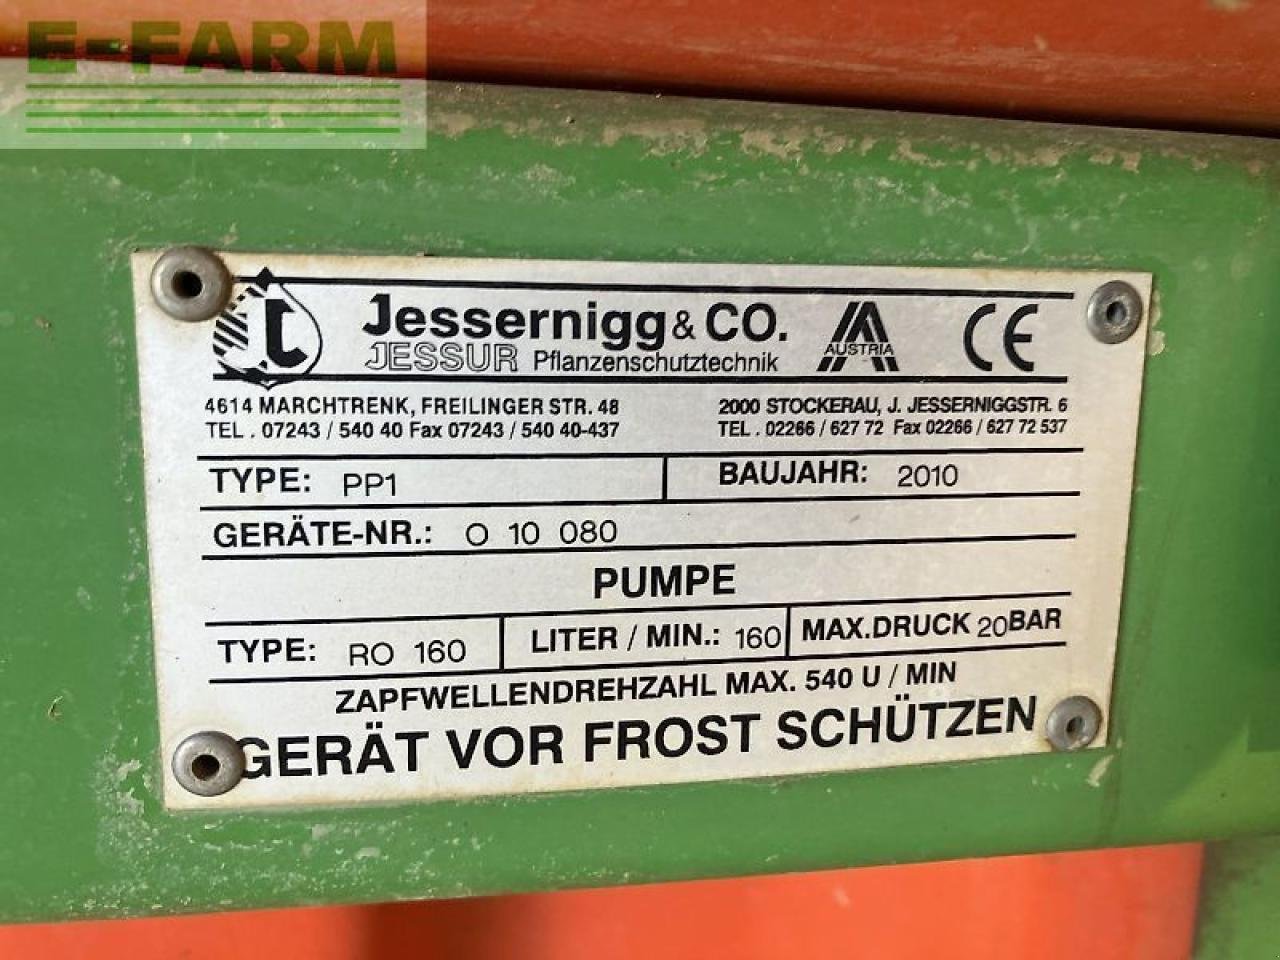 E-FARM
Jessernigg & CO.
JESSUR Pflanzenschutztechnik
AUSTRIA
CE
4614 MARCHTRENK, FREILINGER STR. 48
TEL . 07243 / 540 40 Fax 07243 / 540 40-437
2000 STOCKERAU, J. JESSERNIGGSTR. 6
TEL . 02266 / 627 72 Fax 02266 / 627 72 537
TYPE: PP1
BAUJAHR: 2010
GERÄTE-NR.: O 10 080
PUMPE
TYPE: RO 160
LITER / MIN.: 160
MAX.DRUCK 20BAR
ZAPFWELLENDREHZAHL MAX. 540 U / MIN
GERÄT VOR FROST SCHÜTZEN